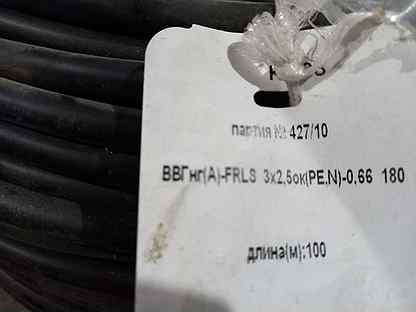 партия № 427/10
ВВГнг(А)-FRLS 3х2,5ок(PE,N)-0,66 180
длина(м):100